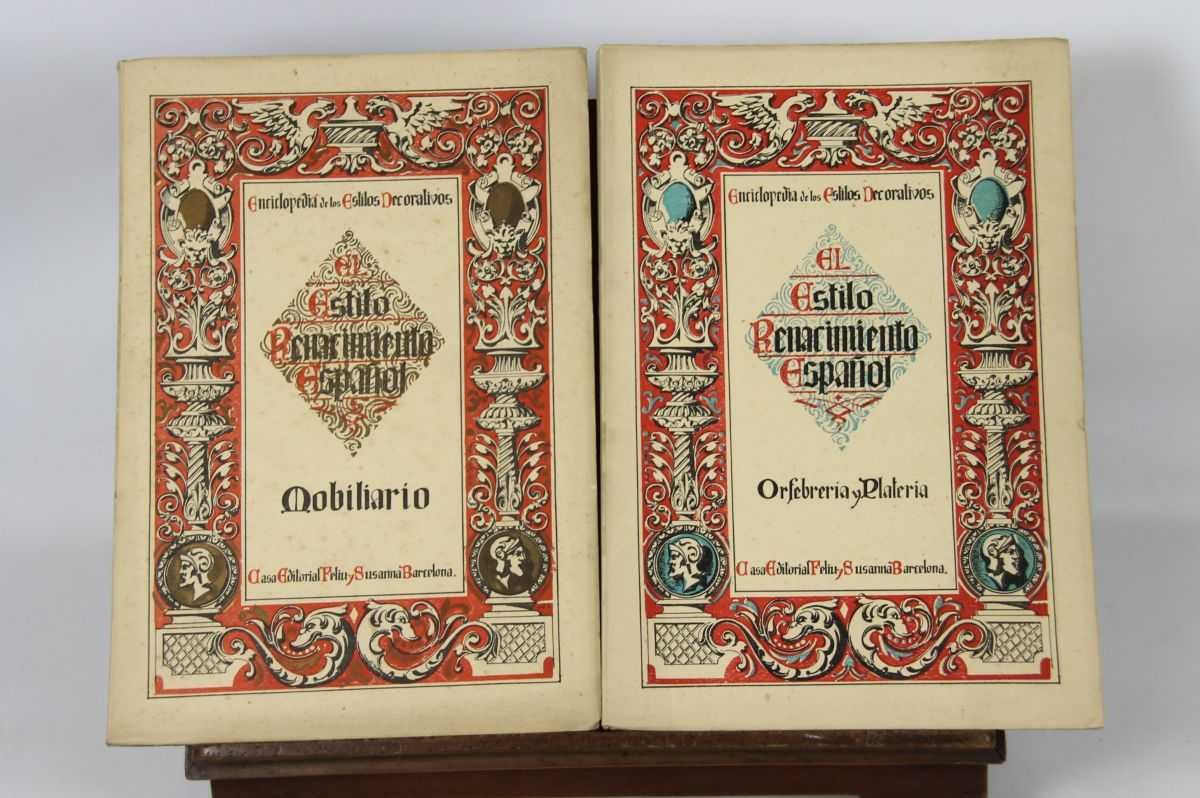 Enciclopedia de los Estilos Decorativos
EL
Estilo
Renacimiento
Español
Mobiliario
Casa Editorial Feliu y Susanna Barcelona.
Enciclopedia de los Estilos Decorativos
EL
Estilo
Renacimiento
Español
Orfebreria y Plateria
Casa Editorial Feliu y Susanna Barcelona.